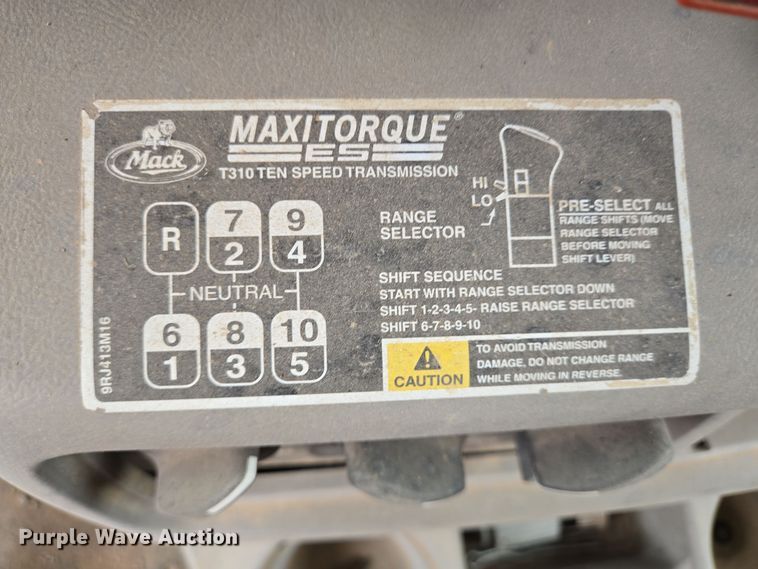 Mack
MAXITORQUE®
ES
T310 TEN SPEED TRANSMISSION
R
7
2
9
4
NEUTRAL
6
1
8
3
10
5
9RJ413M16
HI
LO
RANGE
SELECTOR
PRE-SELECT ALL
RANGE SHIFTS (MOVE
RANGE SELECTOR
BEFORE MOVING
SHIFT LEVER)
SHIFT SEQUENCE
START WITH RANGE SELECTOR DOWN
SHIFT 1-2-3-4-5- RAISE RANGE SELECTOR
SHIFT 6-7-8-9-10
! CAUTION
TO AVOID TRANSMISSION
DAMAGE, DO NOT CHANGE RANGE
WHILE MOVING IN REVERSE.
Purple Wave Auction